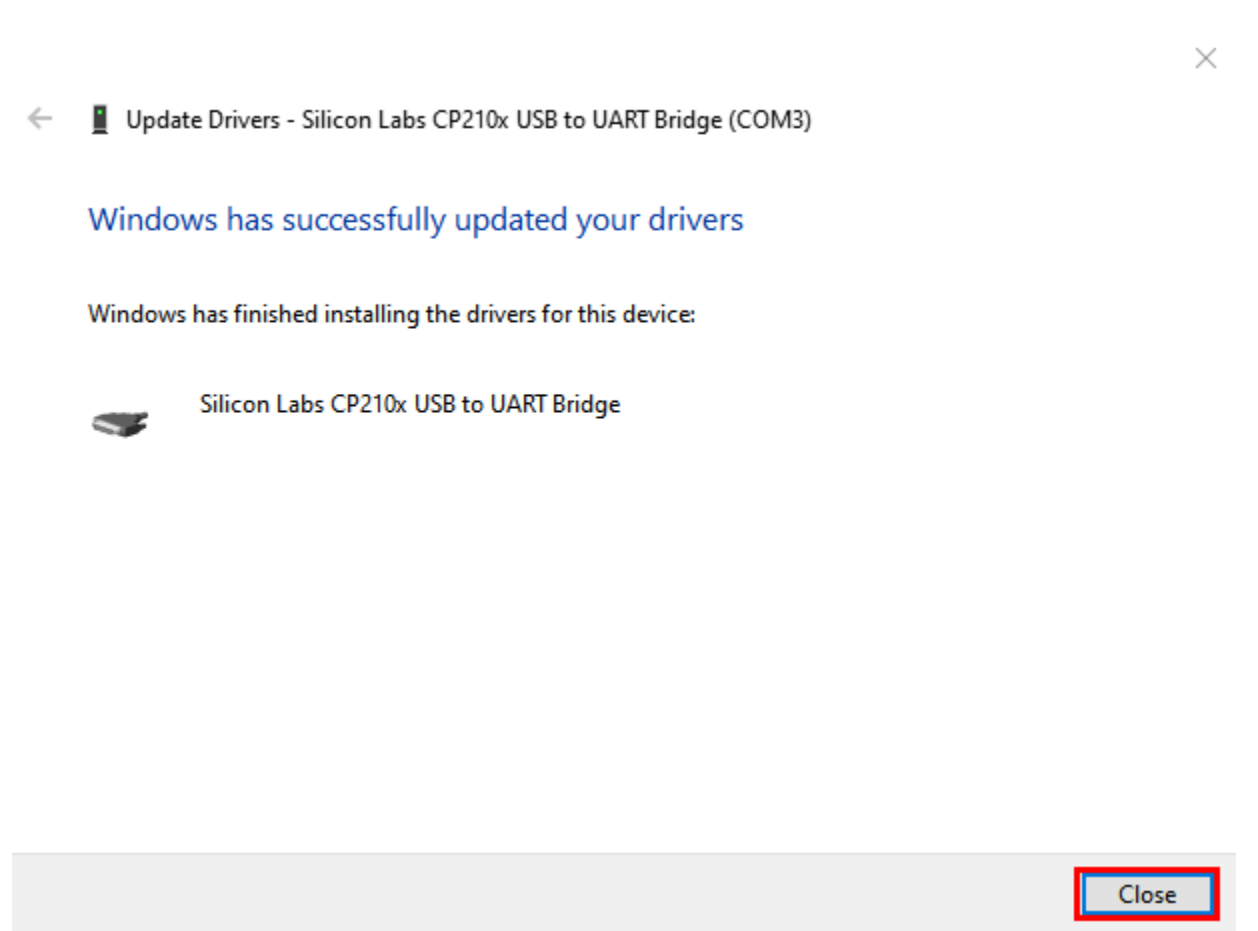 Update Drivers - Silicon Labs CP210x USB to UART Bridge (COM3)
Windows has successfully updated your drivers
Windows has finished installing the drivers for this device:
Silicon Labs CP210x USB to UART Bridge
Close